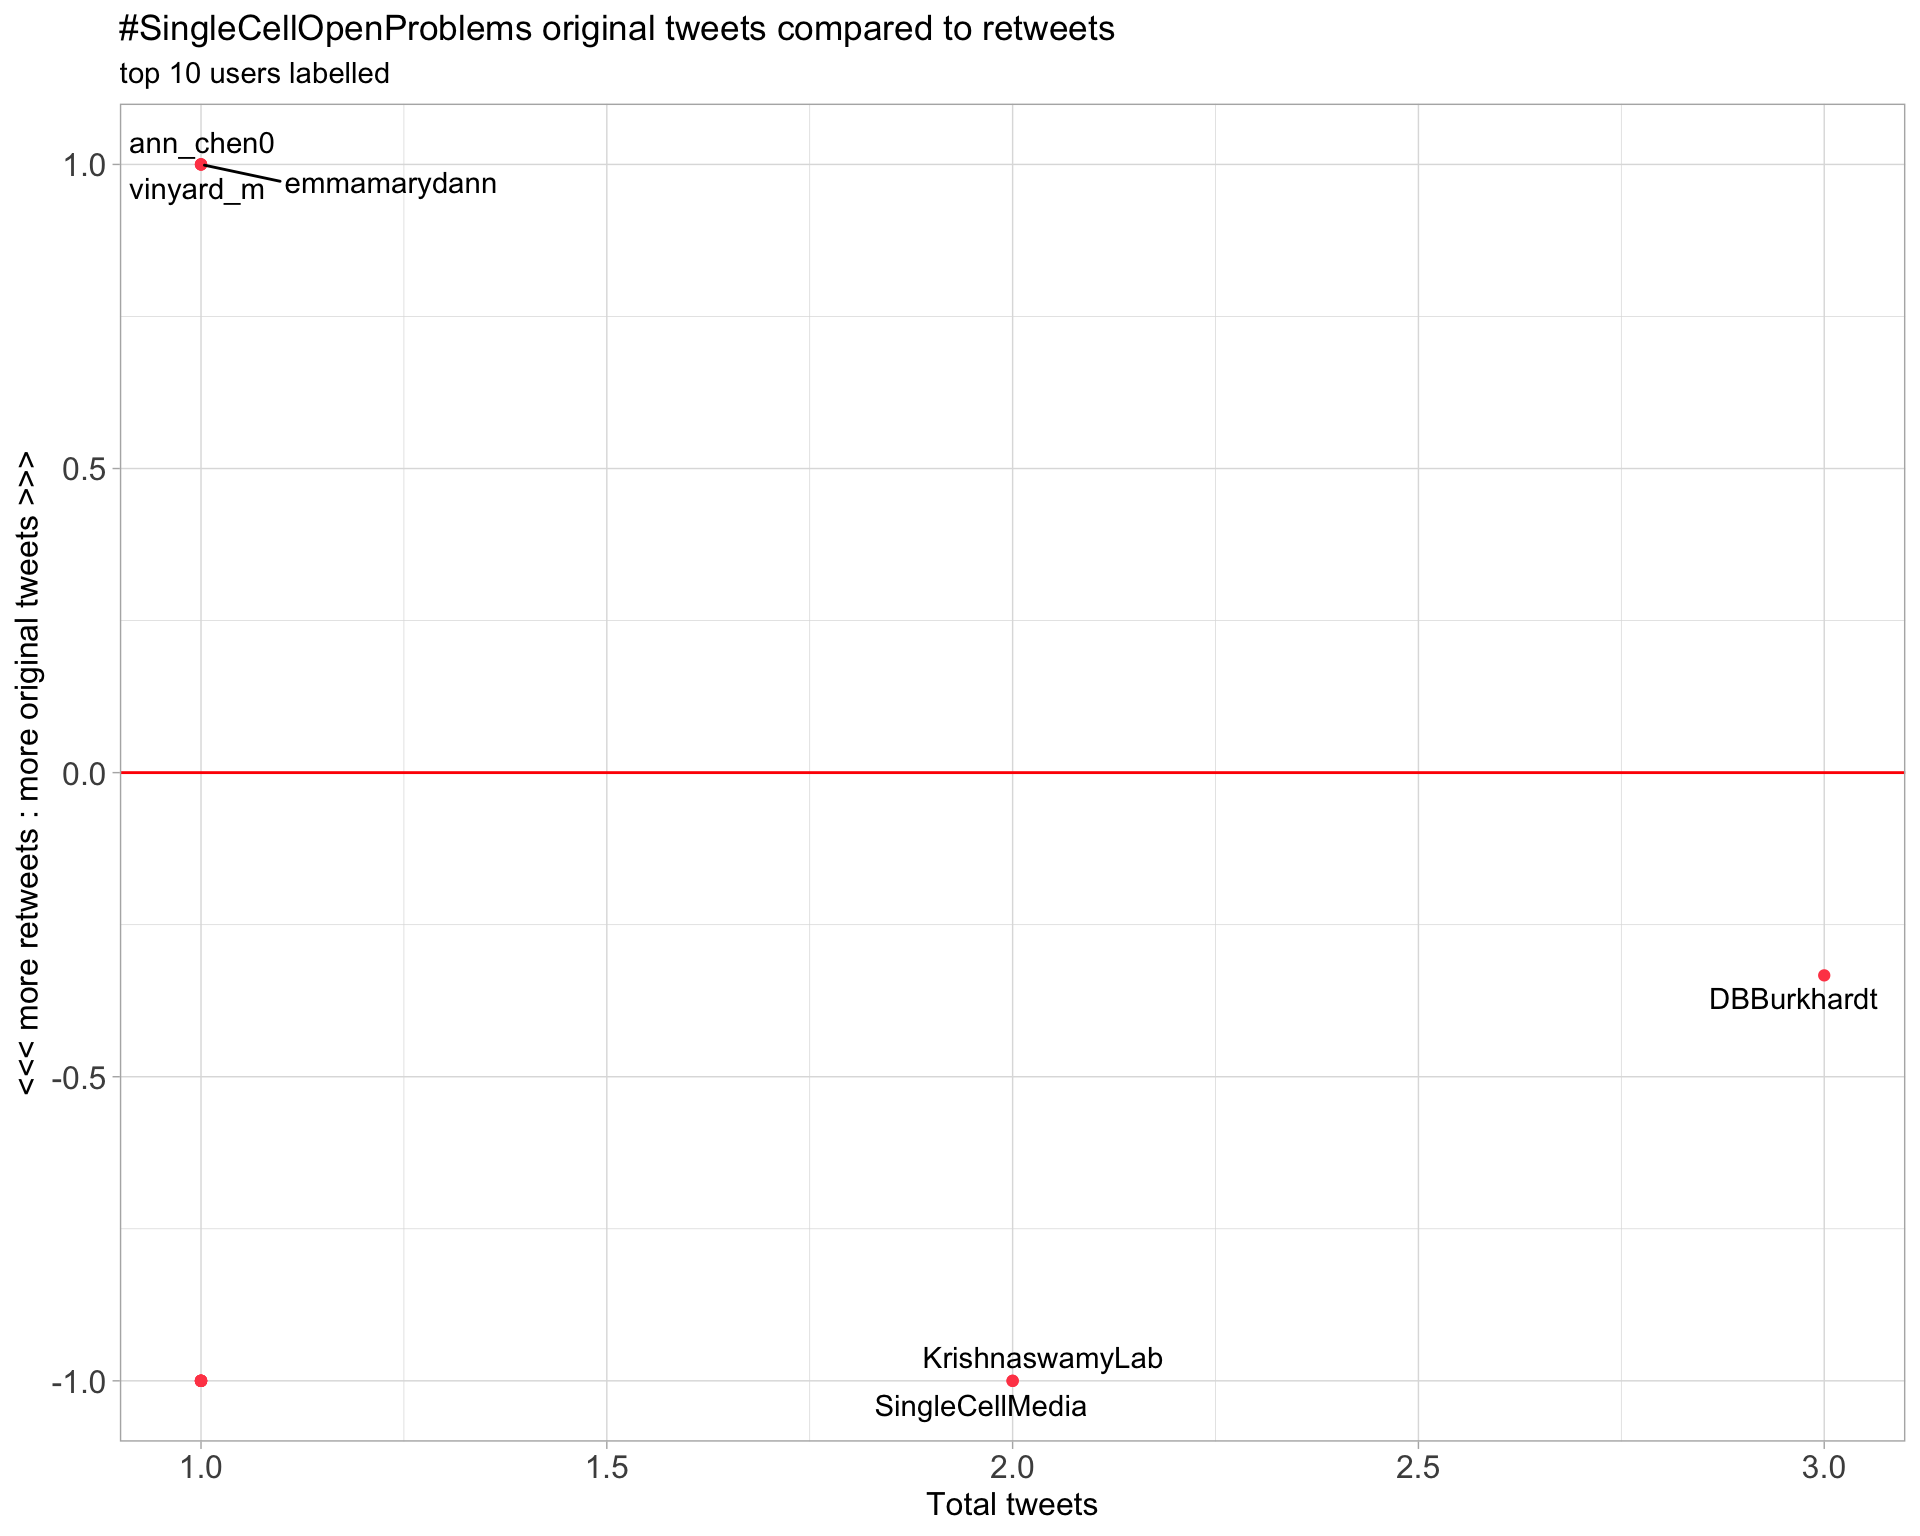 #SingleCellOpenProblems original tweets compared to retweets
top 10 users labelled
<<< more retweets : more original tweets >>>
1.0
0.5
0.0
-0.5
-1.0
ann_chen0
emmamarydann
vinyard_m
DBBurkhardt
KrishnaswamyLab
SingleCellMedia
1.0 1.5 2.0 2.5 3.0
Total tweets